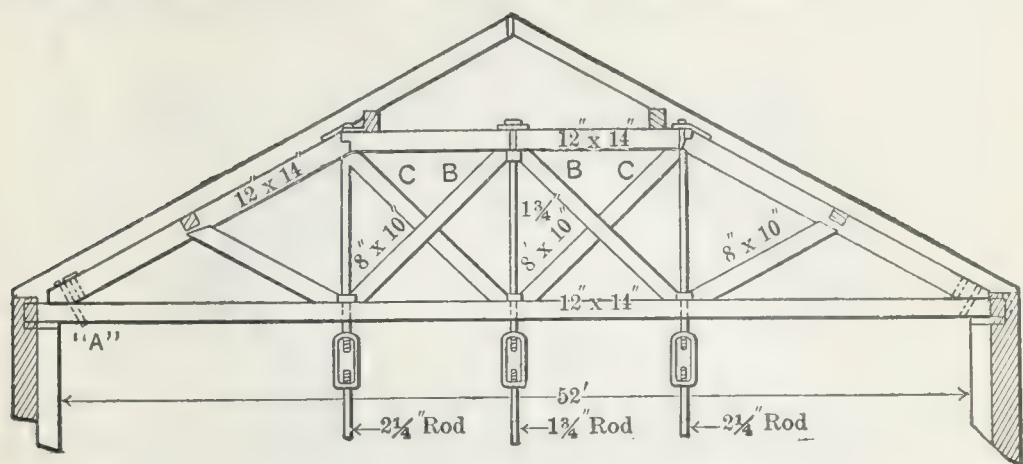 12" x 14"
12" x 14"
C B B C
1¾"
8" x 10"
8' x 10"
8" x 10"
12" x 14"
"A"
52'
2¼" Rod
1¾" Rod
2¼" Rod